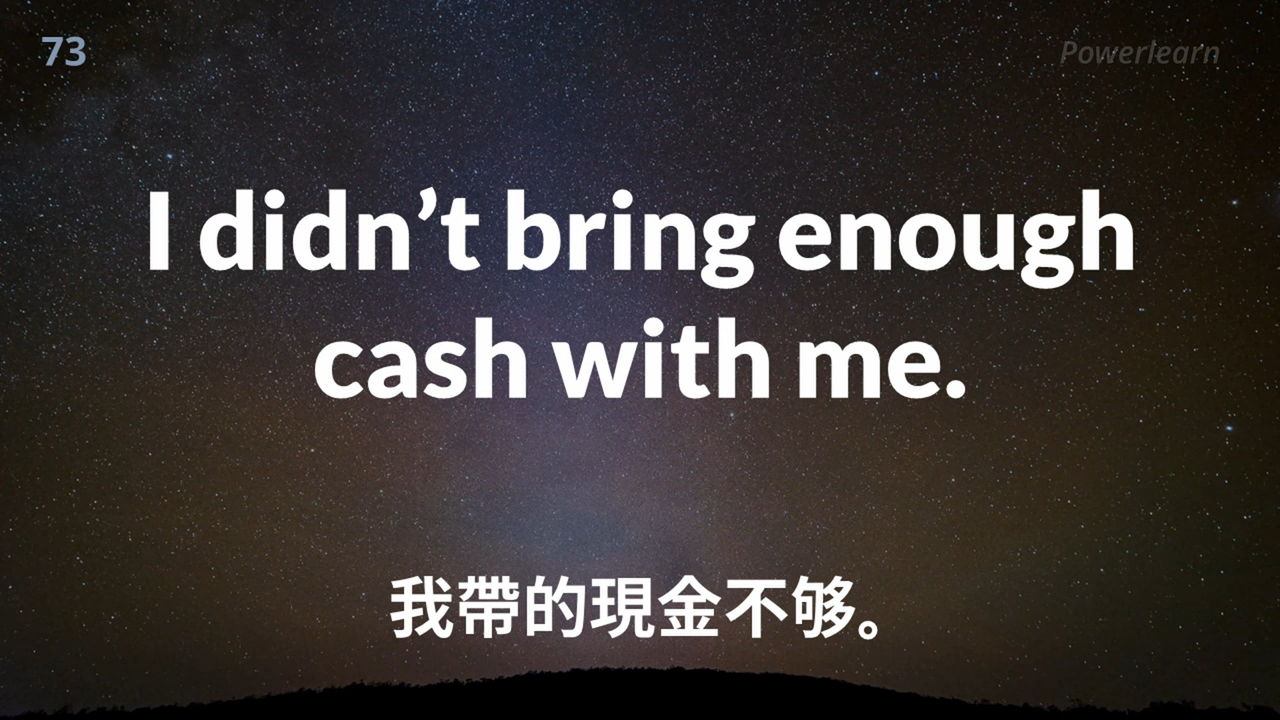 73
Powerlearn
I didn’t bring enough
cash with me.
我帶的現金不够。